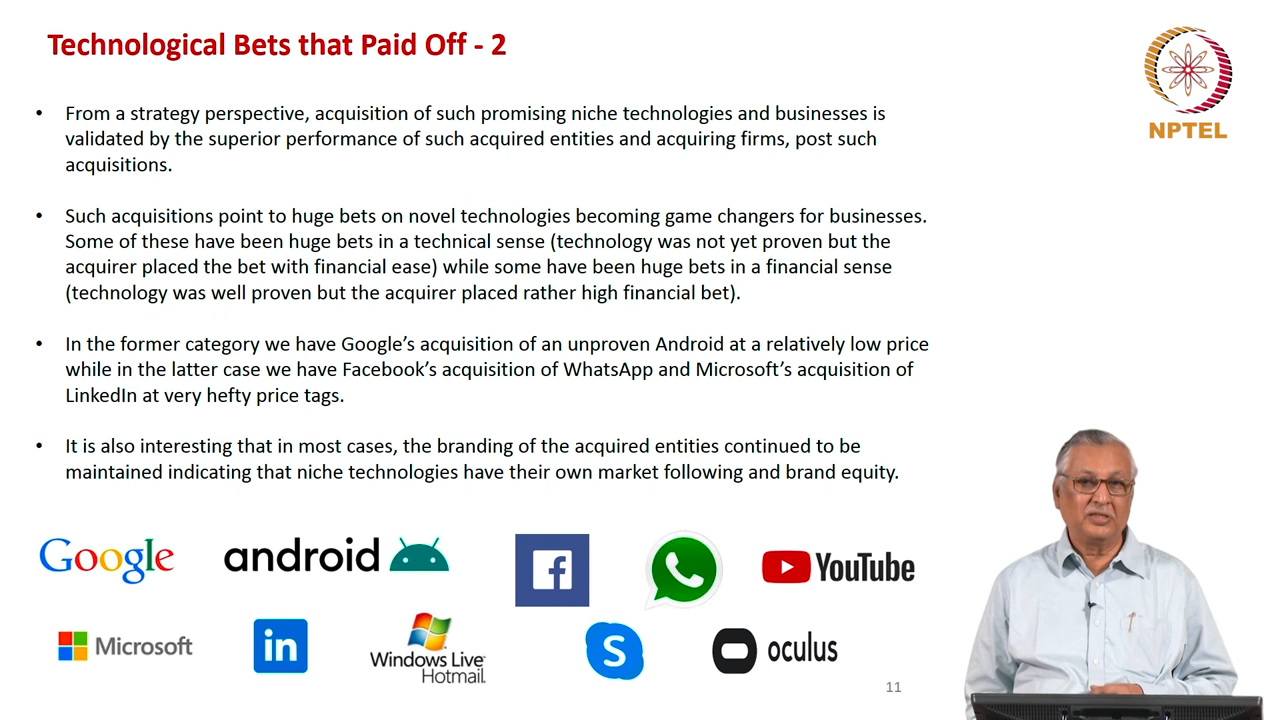 Technological Bets that Paid Off - 2
NPTEL
• From a strategy perspective, acquisition of such promising niche technologies and businesses is
validated by the superior performance of such acquired entities and acquiring firms, post such
acquisitions.
• Such acquisitions point to huge bets on novel technologies becoming game changers for businesses.
Some of these have been huge bets in a technical sense (technology was not yet proven but the
acquirer placed the bet with financial ease) while some have been huge bets in a financial sense
(technology was well proven but the acquirer placed rather high financial bet).
• In the former category we have Google’s acquisition of an unproven Android at a relatively low price
while in the latter case we have Facebook’s acquisition of WhatsApp and Microsoft’s acquisition of
LinkedIn at very hefty price tags.
• It is also interesting that in most cases, the branding of the acquired entities continued to be
maintained indicating that niche technologies have their own market following and brand equity.
Google
android
f
YouTube
Microsoft
in
Windows Live
Hotmail
S
oculus
11